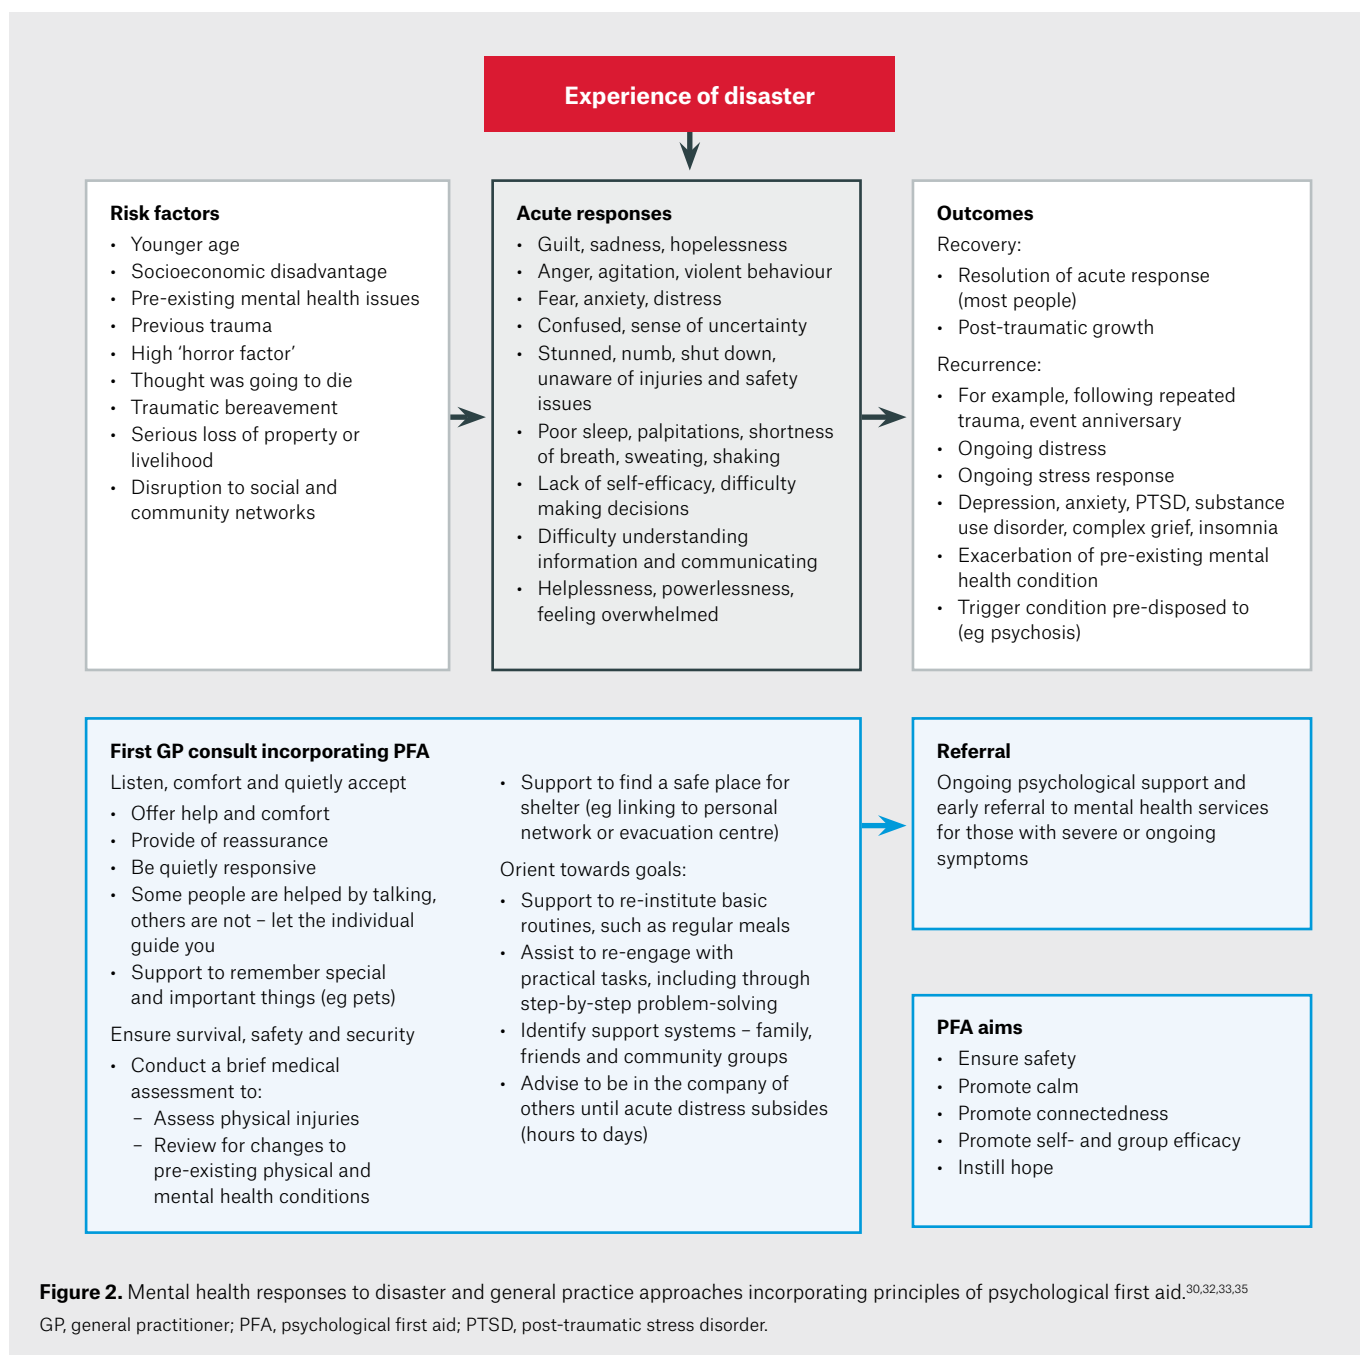 Experience of disaster
Risk factors
• Younger age
• Socioeconomic disadvantage
• Pre-existing mental health issues
• Previous trauma
• High ‘horror factor’
• Thought was going to die
• Traumatic bereavement
• Serious loss of property or
livelihood
• Disruption to social and
community networks
Acute responses
• Guilt, sadness, hopelessness
• Anger, agitation, violent behaviour
• Fear, anxiety, distress
• Confused, sense of uncertainty
• Stunned, numb, shut down,
unaware of injuries and safety
issues
• Poor sleep, palpitations, shortness
of breath, sweating, shaking
• Lack of self-efficacy, difficulty
making decisions
• Difficulty understanding
information and communicating
• Helplessness, powerlessness,
feeling overwhelmed
Outcomes
Recovery:
• Resolution of acute response
(most people)
• Post-traumatic growth
Recurrence:
• For example, following repeated
trauma, event anniversary
• Ongoing distress
• Ongoing stress response
• Depression, anxiety, PTSD, substance
use disorder, complex grief, insomnia
• Exacerbation of pre-existing mental
health condition
• Trigger condition pre-disposed to
(eg psychosis)
First GP consult incorporating PFA
Listen, comfort and quietly accept
• Offer help and comfort
• Provide of reassurance
• Be quietly responsive
• Some people are helped by talking,
others are not – let the individual
guide you
• Support to remember special
and important things (eg pets)
Ensure survival, safety and security
• Conduct a brief medical
assessment to:
– Assess physical injuries
– Review for changes to
pre-existing physical and
mental health conditions
• Support to find a safe place for
shelter (eg linking to personal
network or evacuation centre)
Orient towards goals:
• Support to re-institute basic
routines, such as regular meals
• Assist to re-engage with
practical tasks, including through
step-by-step problem-solving
• Identify support systems – family,
friends and community groups
• Advise to be in the company of
others until acute distress subsides
(hours to days)
Referral
Ongoing psychological support and
early referral to mental health services
for those with severe or ongoing
symptoms
PFA aims
• Ensure safety
• Promote calm
• Promote connectedness
• Promote self- and group efficacy
• Instill hope
Figure 2. Mental health responses to disaster and general practice approaches incorporating principles of psychological first aid.30,32,33,35
GP, general practitioner; PFA, psychological first aid; PTSD, post-traumatic stress disorder.